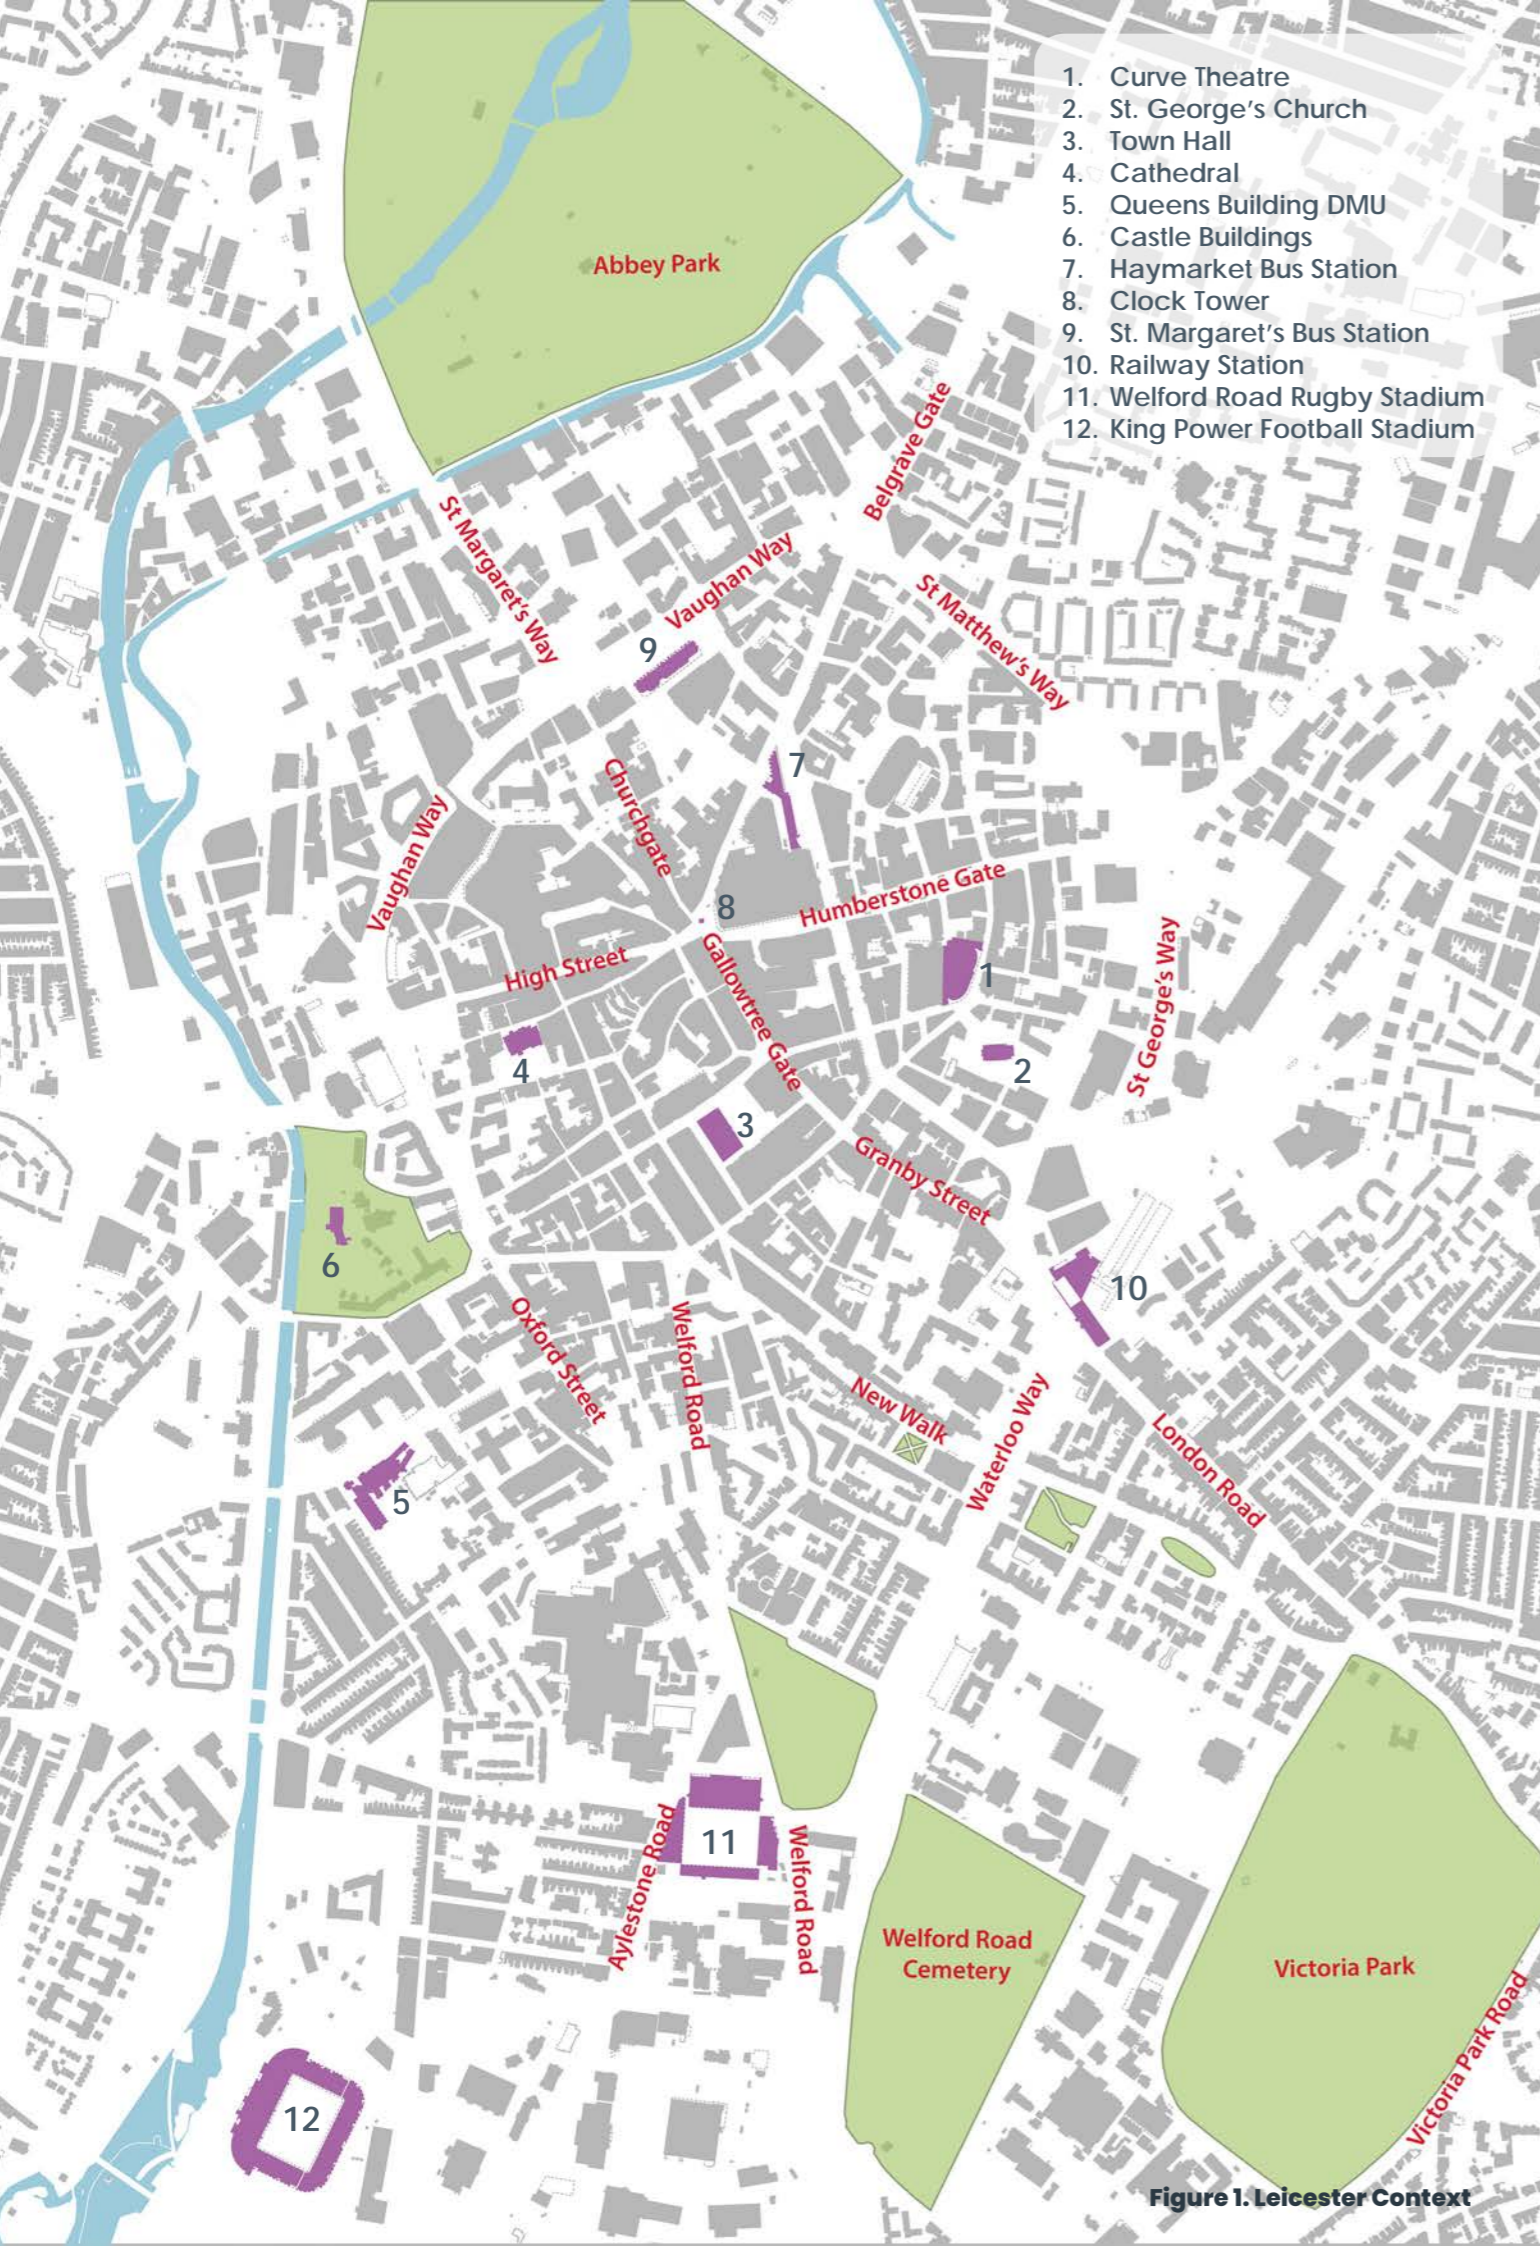 1. Curve Theatre
2. St. George's Church
3. Town Hall
4. Cathedral
5. Queens Building DMU
6. Castle Buildings
7. Haymarket Bus Station
8. Clock Tower
9. St. Margaret's Bus Station
10. Railway Station
11. Welford Road Rugby Stadium
12. King Power Football Stadium
Abbey Park
Belgrave Gate
St Margaret's Way
Vaughan Way
St Matthew's Way
9
7
Churchgate
Vaughan Way
8
Humberstone Gate
High Street
Gallowtree Gate
1
St George's Way
4
2
3
Granby Street
6
10
Oxford Street
Welford Road
New Walk
Waterloo Way
London Road
5
11
Aylestone Road
Welford Road
Welford Road
Cemetery
Victoria Park
Victoria Park Road
12
Figure 1. Leicester Context